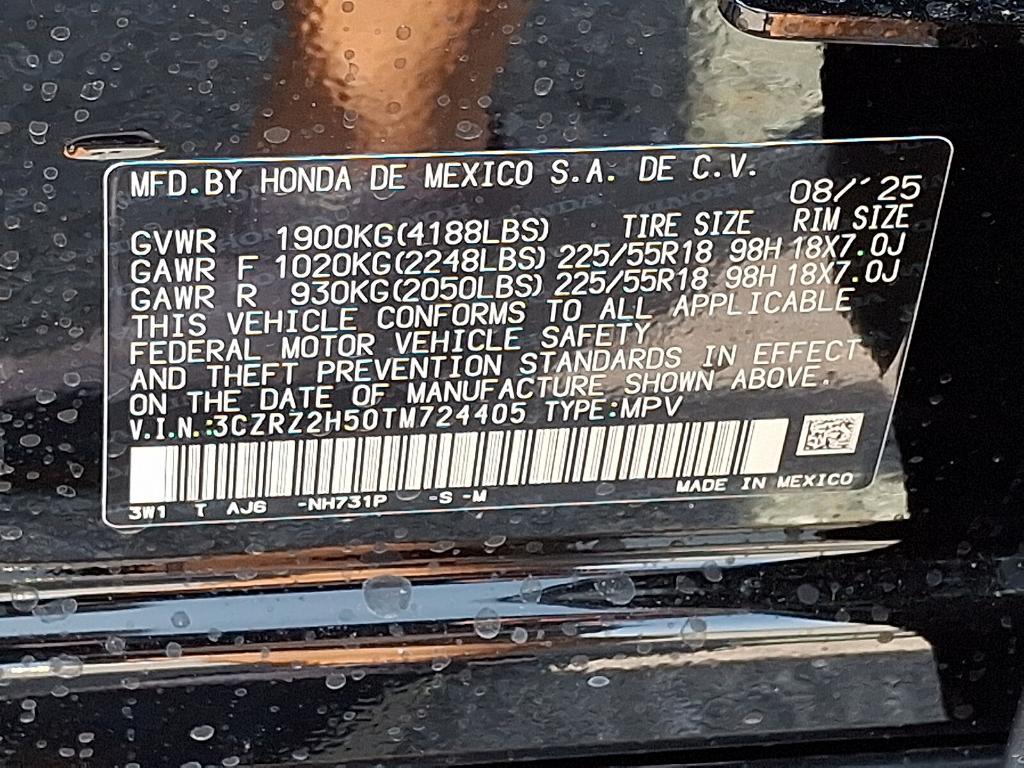 MFD.BY HONDA DE MEXICO S.A. DE C.V.
08/'25
GVWR 1900KG(4188LBS) TIRE SIZE RIM SIZE
GAWR F 1020KG(2248LBS) 225/55R18 98H 18X7.0J
GAWR R 930KG(2050LBS) 225/55R18 98H 18X7.0J
THIS VEHICLE CONFORMS TO ALL APPLICABLE
FEDERAL MOTOR VEHICLE SAFETY
AND THEFT PREVENTION STANDARDS IN EFFECT
ON THE DATE OF MANUFACTURE SHOWN ABOVE.
V.I.N.:3CZRZ2H50TM724405 TYPE:MPV
3W1 T AJ6 -NH731P -S -M MADE IN MEXICO